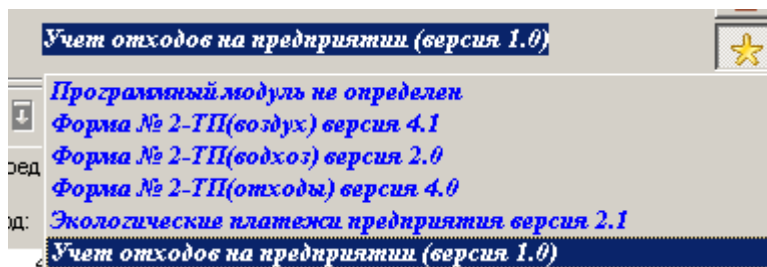 Учет отходов на предприятии (версия 1.0)
Программный модуль не определен
Форма № 2-ТП(воздух) версия 4.1
Форма № 2-ТП(водхоз) версия 2.0
Форма № 2-ТП(отходы) версия 4.0
Экологические платежи предприятия версия 2.1
Учет отходов на предприятии (версия 1.0)